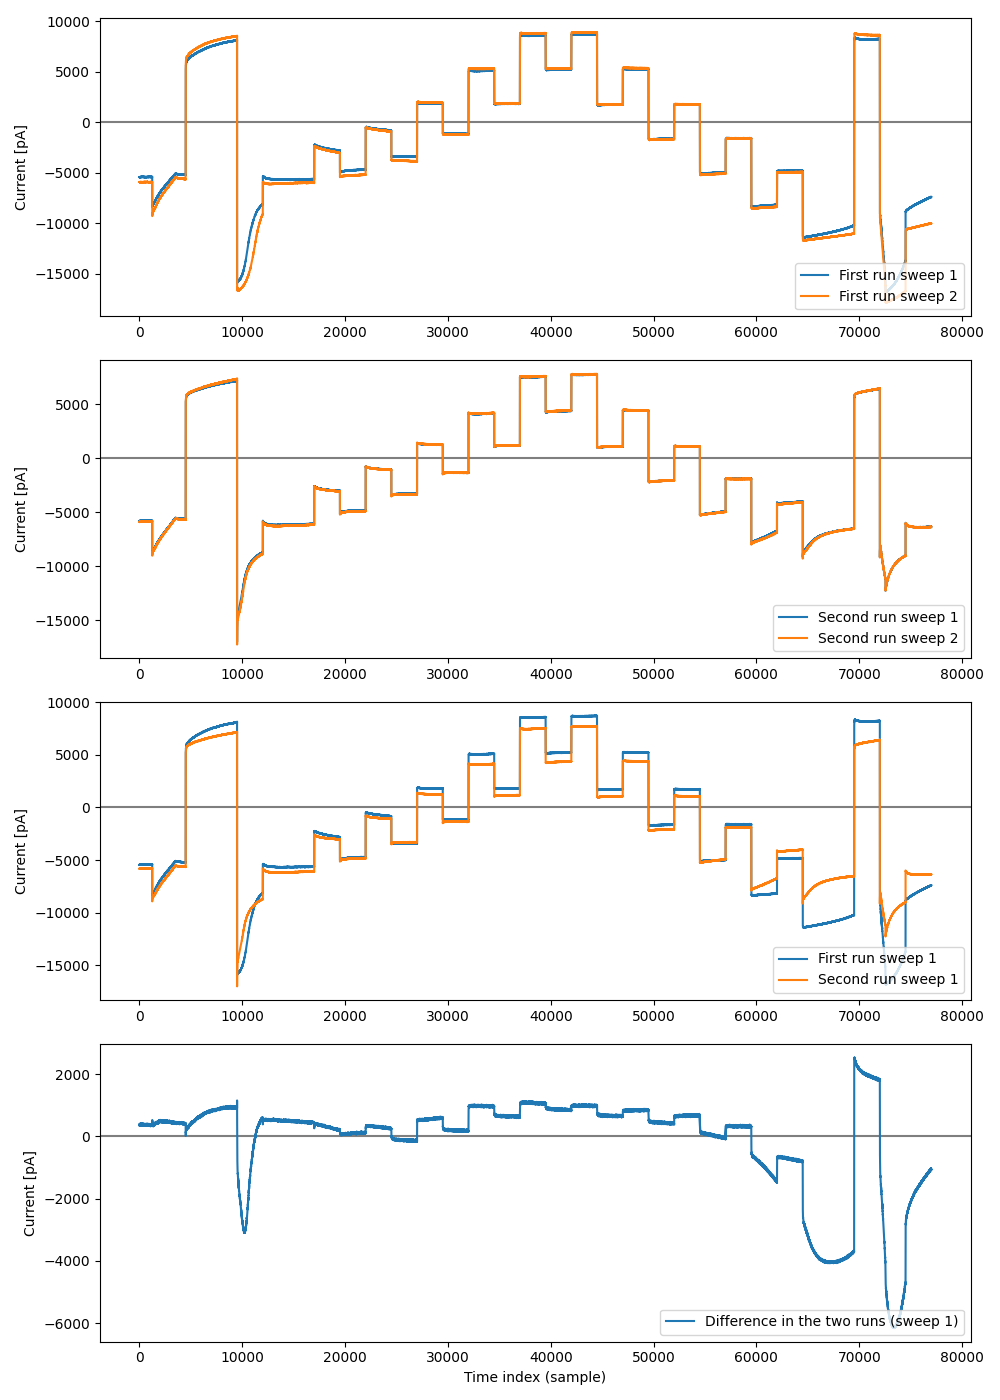 10000
5000
0
−5000
−10000
−15000
Current [pA]
First run sweep 1
First run sweep 2
0 10000 20000 30000 40000 50000 60000 70000 80000
5000
0
−5000
−10000
−15000
Current [pA]
Second run sweep 1
Second run sweep 2
0 10000 20000 30000 40000 50000 60000 70000 80000
10000
5000
0
−5000
−10000
−15000
Current [pA]
First run sweep 1
Second run sweep 1
0 10000 20000 30000 40000 50000 60000 70000 80000
2000
0
−2000
−4000
−6000
Current [pA]
Difference in the two runs (sweep 1)
0 10000 20000 30000 40000 50000 60000 70000 80000
Time index (sample)